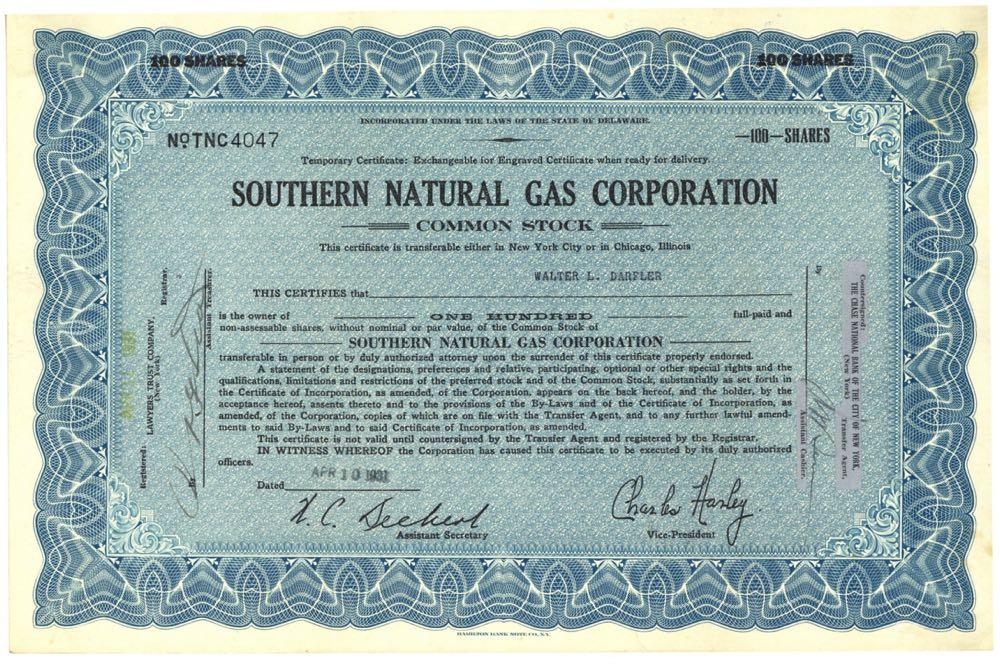 100 SHARES 100 SHARES
INCORPORATED UNDER THE LAWS OF THE STATE OF DELAWARE.
Nº TNC4047 —100—SHARES
Temporary Certificate: Exchangeable for Engraved Certificate when ready for delivery.
SOUTHERN NATURAL GAS CORPORATION
COMMON STOCK
This certificate is transferable either in New York City or in Chicago, Illinois
WALTER L. DARFLER
THIS CERTIFIES that
is the owner of ONE HUNDRED full-paid and
non-assessable shares, without nominal or par value, of the Common Stock of
SOUTHERN NATURAL GAS CORPORATION
transferable in person or by duly authorized attorney upon the surrender of this certificate properly endorsed.
A statement of the designations, preferences and relative, participating, optional or other special rights and the
qualifications, limitations and restrictions of the preferred stock and of the Common Stock, substantially as set forth in
the Certificate of Incorporation, as amended, of the Corporation, appears on the back hereof, and the holder, by the
acceptance hereof, assents thereto and to the provisions of the By-Laws and of the Certificate of Incorporation, as
amended, of the Corporation, copies of which are on file with the Transfer Agent, and to any further lawful amend-
ments to said By-Laws and to said Certificate of Incorporation, as amended.
This certificate is not valid until countersigned by the Transfer Agent and registered by the Registrar.
IN WITNESS WHEREOF the Corporation has caused this certificate to be executed by its duly authorized
officers.
Dated APR 10 1931
Charles Hanley.
Assistant Secretary Vice-President
Registered:
LAWYERS TRUST COMPANY,
(New York)
Registrar.
By
Assistant Treasurer.
Countersigned:
THE CHASE NATIONAL BANK OF THE CITY OF NEW YORK,
(New York)
Transfer Agent,
by
Assistant Cashier.
HAMILTON BANK NOTE CO., N.Y.